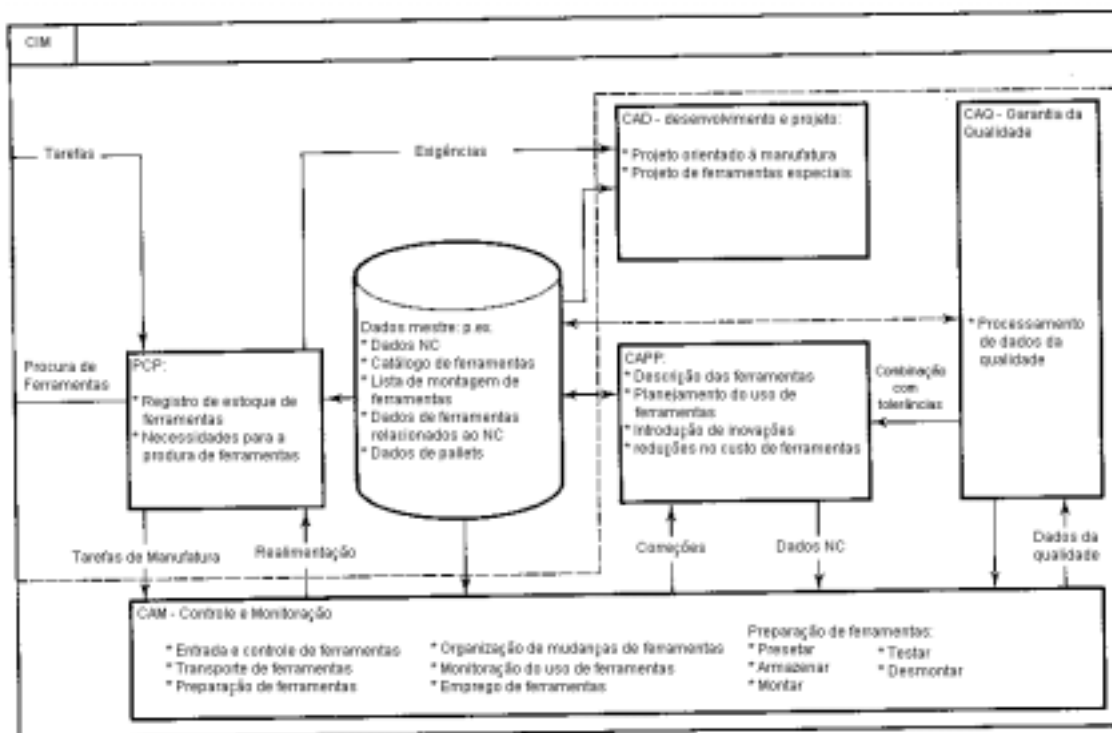 CIM
Tarefas
Exigências
CAD - desenvolvimento e projeto:
* Projeto orientado à manufatura
* Projeto de ferramentas especiais
CAQ - Garantia da
Qualidade
* Processamento
de dados da
qualidade
Dados mestre: p.ex.
* Dados NC
* Catálogo de ferramentas
* Lista de montagem de
ferramentas
* Dados de ferramentas
relacionados ao NC
* Dados de pallets
Procura de
Ferramentas
PCP:
* Registro de estoque de
ferramentas
* Necessidades para a
produra de ferramentas
CAPP:
* Descrição das ferramentas
* Planejamento do uso de
ferramentas
* Introdução de inovações
* reduções no custo de ferramentas
Combinação
com
tolerâncias
Tarefas de Manufatura
Realimentação
Correções
Dados NC
Dados da
qualidade
CAM - Controle e Monitoração
* Entrada e controle de ferramentas
* Transporte de ferramentas
* Preparação de ferramentas
* Organização de mudanças de ferramentas
* Monitoração do uso de ferramentas
* Emprego de ferramentas
Preparação de ferramentas:
* Presetar
* Armazenar
* Montar
* Testar
* Desmontar